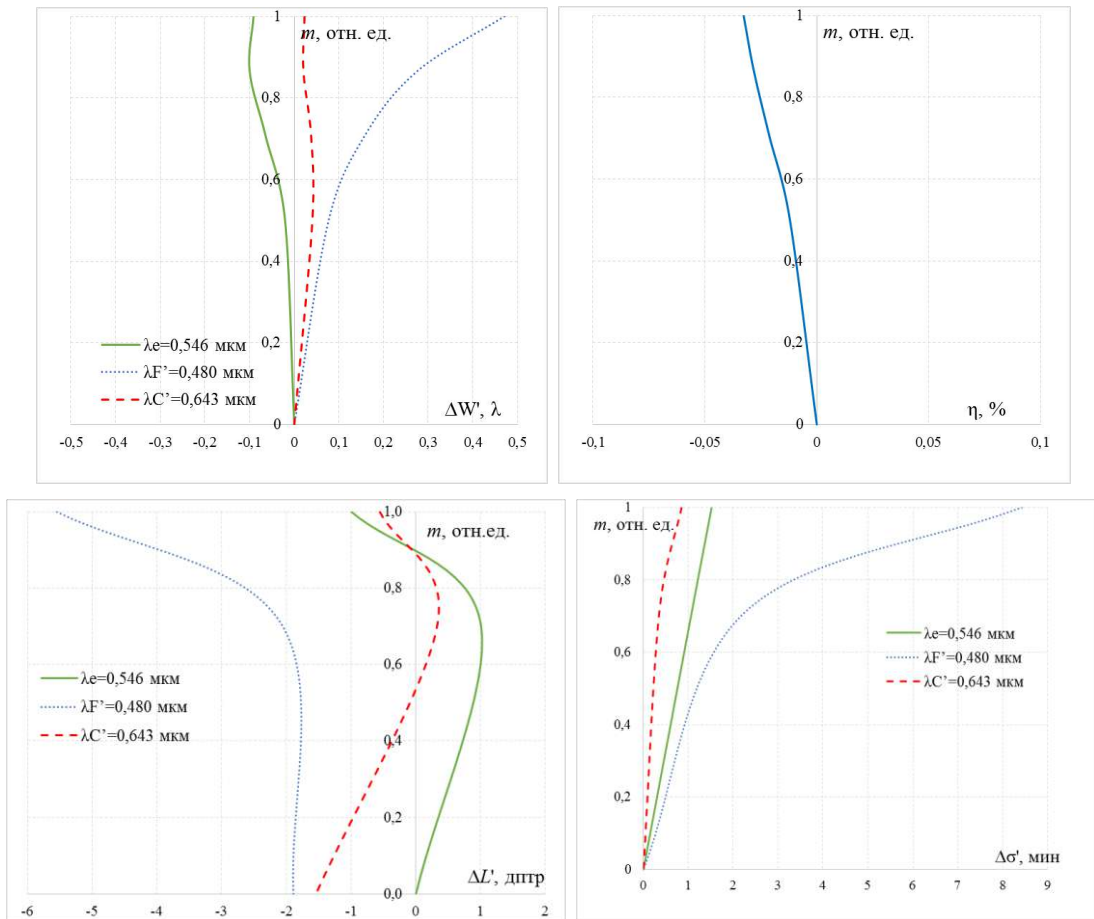 1
m, отн. ед.
0,8
0,6
0,4
0,2
0
λe=0,546 мкм
λF’=0,480 мкм
λC’=0,643 мкм
ΔW', λ
-0,5 -0,4 -0,3 -0,2 -0,1 0 0,1 0,2 0,3 0,4 0,5
1
m, отн. ед.
0,8
0,6
0,4
0,2
0
η, %
-0,1 -0,05 0 0,05 0,1
1,0
m, отн.ед.
0,8
0,6
0,4
0,2
0,0
λe=0,546 мкм
λF’=0,480 мкм
λC’=0,643 мкм
ΔL', дптр
-6 -5 -4 -3 -2 -1 0 1 2
1
m, отн. ед.
0,8
0,6
0,4
0,2
0
λe=0,546 мкм
λF’=0,480 мкм
λC’=0,643 мкм
Δσ', мин
0 1 2 3 4 5 6 7 8 9